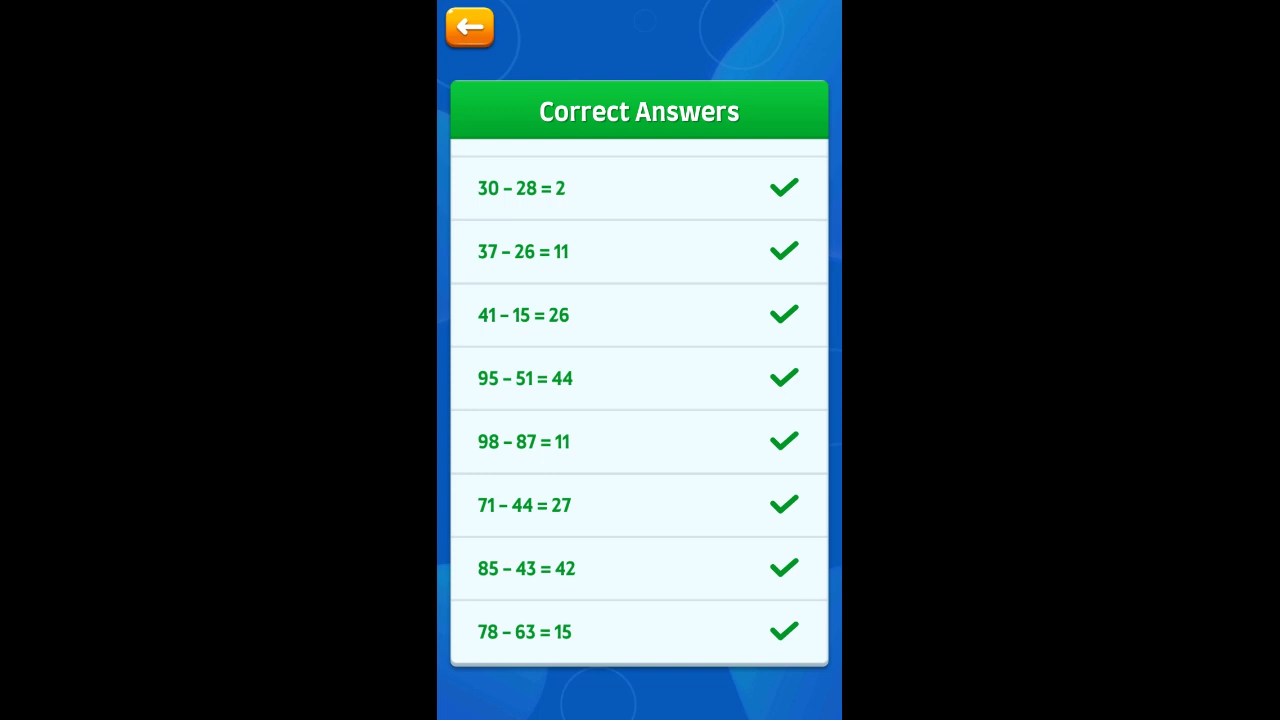 Correct Answers
30 – 28 = 2
37 – 26 = 11
41 – 15 = 26
95 – 51 = 44
98 – 87 = 11
71 – 44 = 27
85 – 43 = 42
78 – 63 = 15